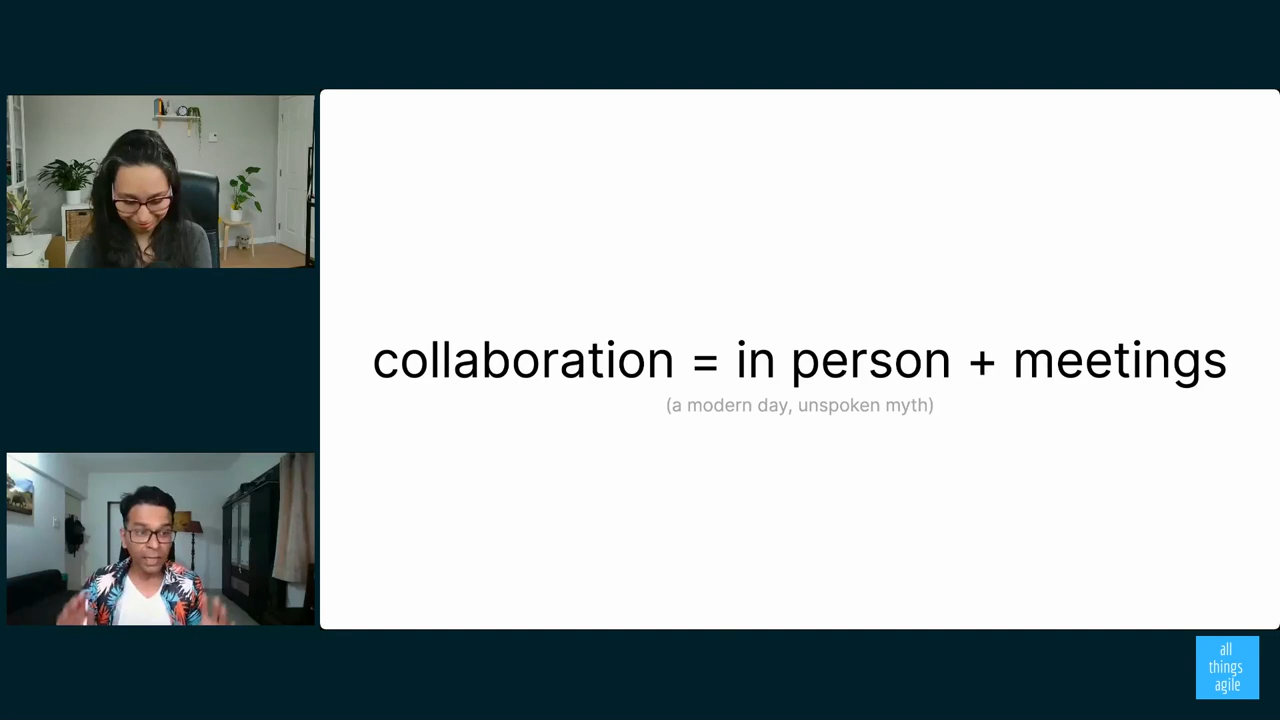 collaboration = in person + meetings
(a modern day, unspoken myth)
all
things
agile